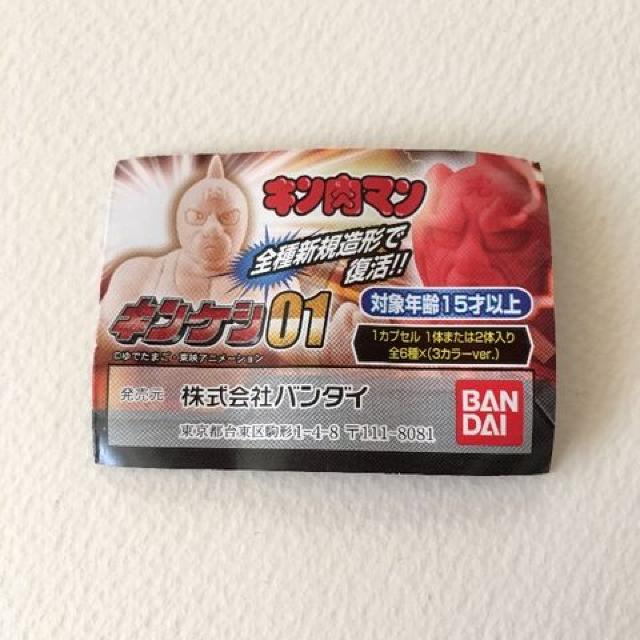 キン肉マン
全種新規造形で
復活!!
キンケシ01
©ゆでたまご・東映アニメーション
対象年齢15才以上
1カプセル 1体または2体入り
全6種×(3カラーver.)
発売元 株式会社バンダイ
東京都台東区駒形1-4-8 〒111-8081
BAN
DAI